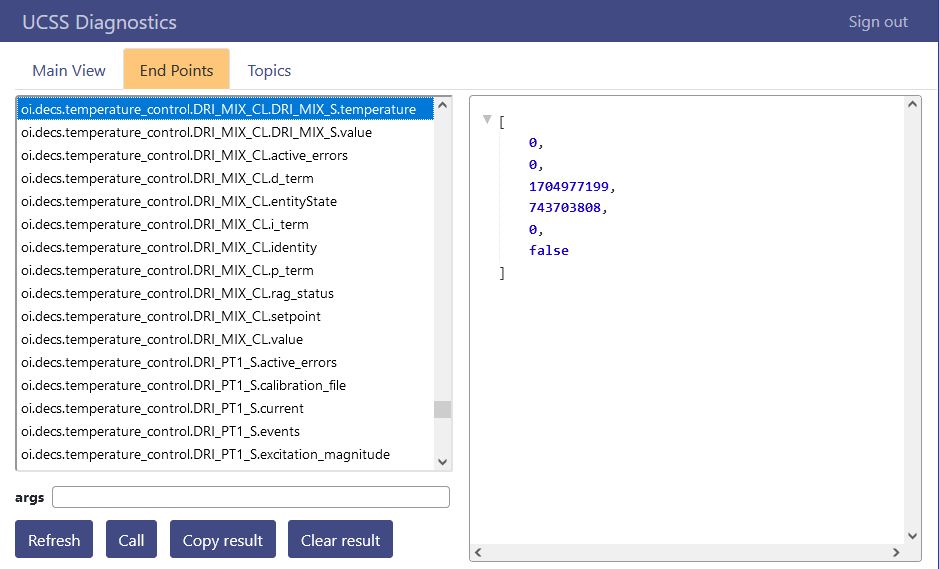 UCSS Diagnostics Sign out
Main View End Points Topics
oi.decs.temperature_control.DRI_MIX_CL.DRI_MIX_S.temperature
oi.decs.temperature_control.DRI_MIX_CL.DRI_MIX_S.value
oi.decs.temperature_control.DRI_MIX_CL.active_errors
oi.decs.temperature_control.DRI_MIX_CL.d_term
oi.decs.temperature_control.DRI_MIX_CL.entityState
oi.decs.temperature_control.DRI_MIX_CL.i_term
oi.decs.temperature_control.DRI_MIX_CL.identity
oi.decs.temperature_control.DRI_MIX_CL.p_term
oi.decs.temperature_control.DRI_MIX_CL.rag_status
oi.decs.temperature_control.DRI_MIX_CL.setpoint
oi.decs.temperature_control.DRI_MIX_CL.value
oi.decs.temperature_control.DRI_PT1_S.active_errors
oi.decs.temperature_control.DRI_PT1_S.calibration_file
oi.decs.temperature_control.DRI_PT1_S.current
oi.decs.temperature_control.DRI_PT1_S.events
oi.decs.temperature_control.DRI_PT1_S.excitation_magnitude
args
Refresh Call Copy result Clear result
[
0,
0,
1704977199,
743703808,
0,
false
]